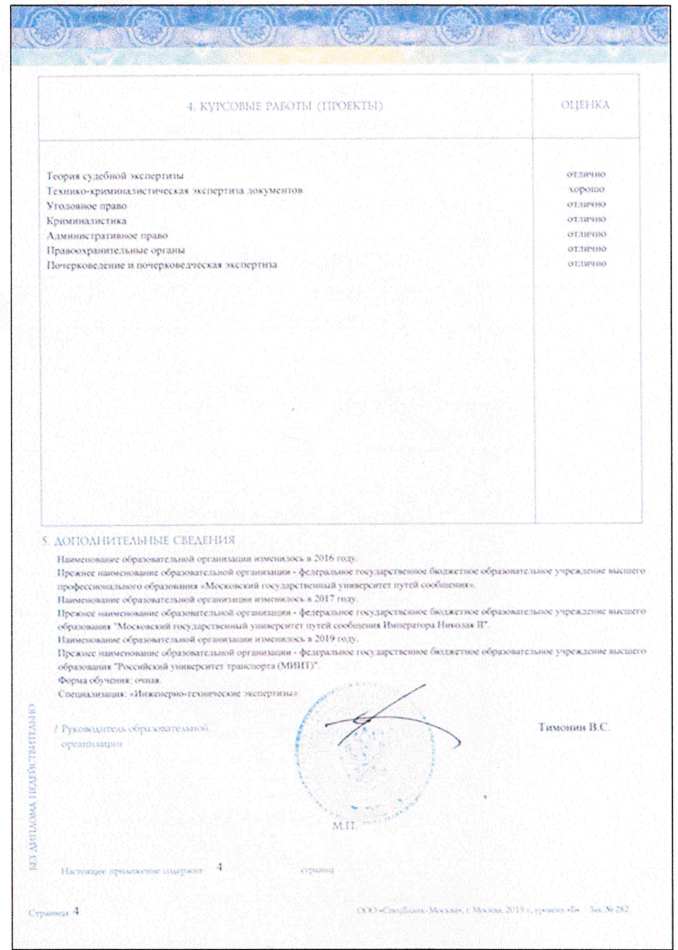 4. КУРСОВЫЕ РАБОТЫ (ПРОЕКТЫ) ОЦЕНКА
Теория судебной экспертизы отлично
Технико-криминалистическая экспертиза документов хорошо
Уголовное право отлично
Криминалистика отлично
Административное право отлично
Правоохранительные органы отлично
Почерковедение и почерковедческая экспертиза отлично
5. ДОПОЛНИТЕЛЬНЫЕ СВЕДЕНИЯ
Наименование образовательной организации изменилось в 2016 году.
Прежнее наименование образовательной организации - федеральное государственное бюджетное образовательное учреждение высшего
профессионального образования «Московский государственный университет путей сообщения».
Наименование образовательной организации изменилось в 2017 году.
Прежнее наименование образовательной организации - федеральное государственное бюджетное образовательное учреждение высшего
образования "Московский государственный университет путей сообщения Императора Николая II".
Наименование образовательной организации изменилось в 2019 году.
Прежнее наименование образовательной организации - федеральное государственное бюджетное образовательное учреждение высшего
образования "Российский университет транспорта (МИИТ)".
Форма обучения: очная.
Специализация: «Инженерно-технические экспертизы»
/ Руководитель образовательной
организации
Тимонин В.С.
М.П.
БЕЗ ДИПЛОМА НЕДЕЙСТВИТЕЛЬНО
Настоящее приложение содержит 4 страниц
Страница 4
ООО «СпецБланк-Москва», г. Москва, 2019 г., уровень «Б» Зак. № 282